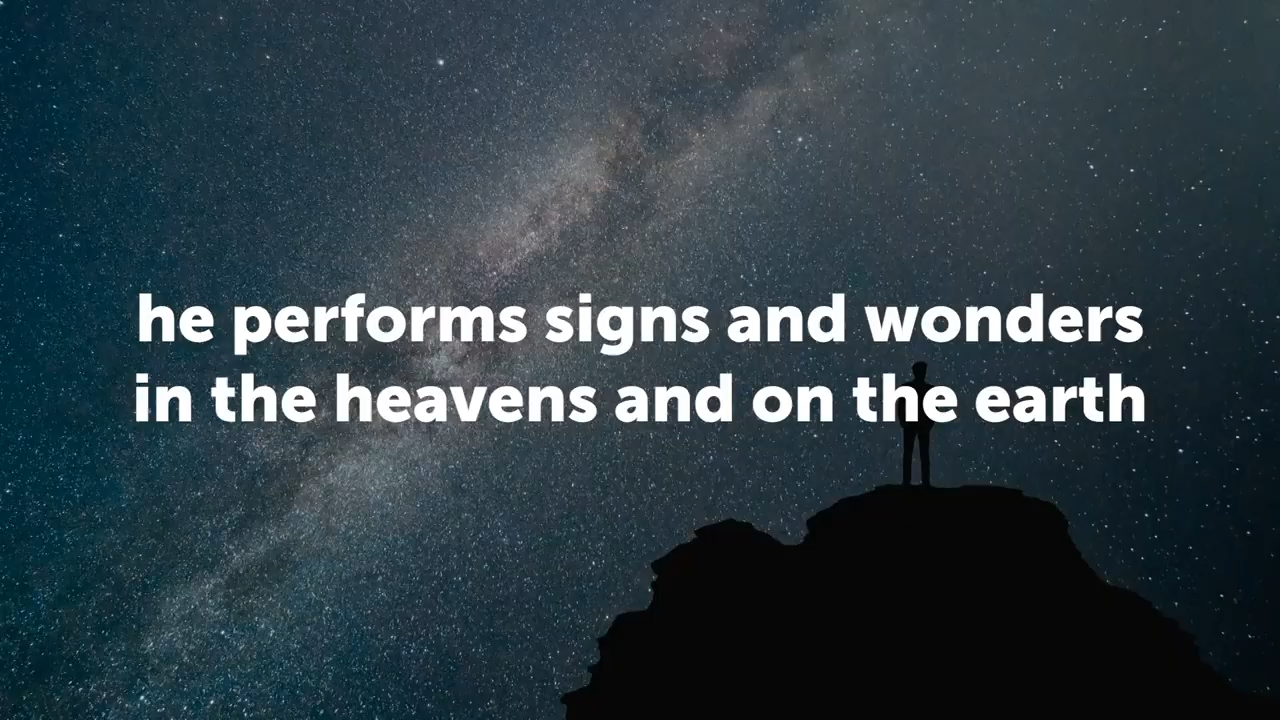 he performs signs and wonders
in the heavens and on the earth